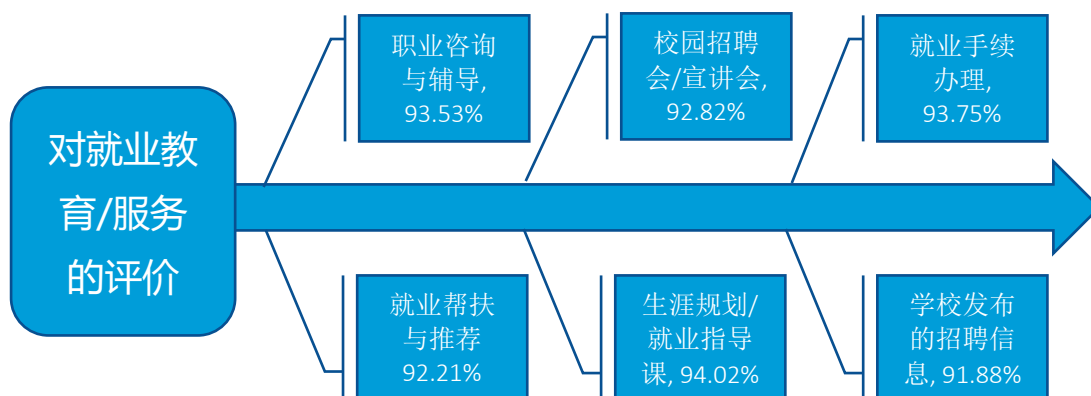 对就业教
育/服务
的评价
职业咨询
与辅导,
93.53%
校园招聘
会/宣讲会,
92.82%
就业手续
办理,
93.75%
就业帮扶
与推荐
92.21%
生涯规划/
就业指导
课, 94.02%
学校发布
的招聘信
息, 91.88%